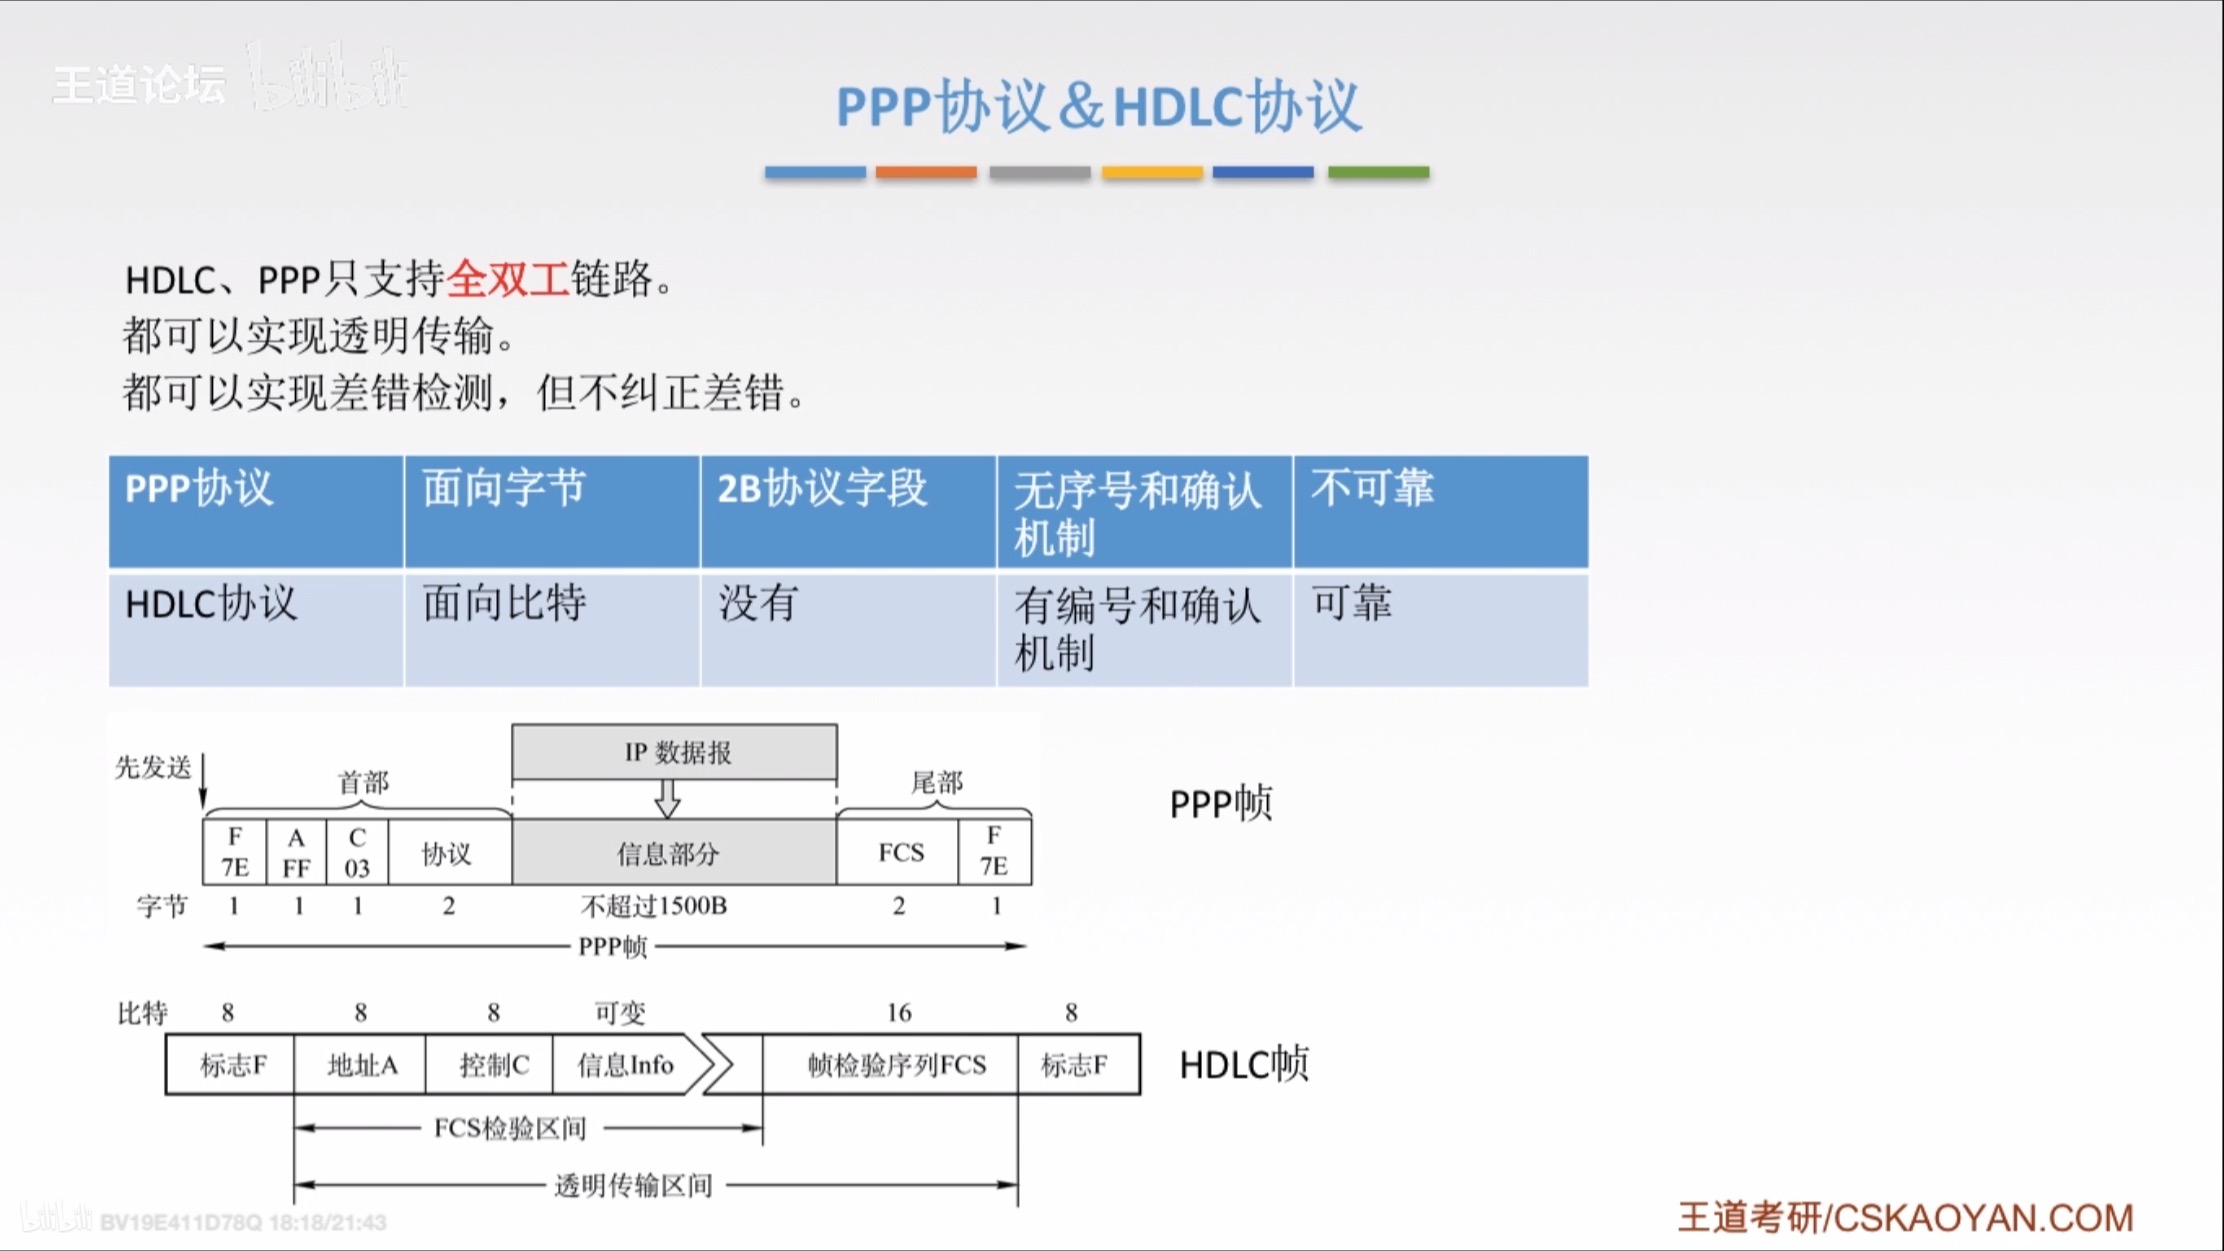 王道论坛 bilibili
PPP协议＆HDLC协议
HDLC、PPP只支持全双工链路。
都可以实现透明传输。
都可以实现差错检测，但不纠正差错。
PPP协议 面向字节 2B协议字段 无序号和确认机制 不可靠
HDLC协议 面向比特 没有 有编号和确认机制 可靠
IP 数据报
先发送 首部 尾部
F 7E A FF C 03 协议 信息部分 FCS F 7E
字节 1 1 1 2 不超过1500B 2 1
PPP帧
PPP帧
比特 8 8 8 可变 16 8
标志F 地址A 控制C 信息Info 帧检验序列FCS 标志F
HDLC帧
FCS检验区间
透明传输区间
bilibili BV19E411D78Q 18:18/21:43
王道考研/CSKAOYAN.COM